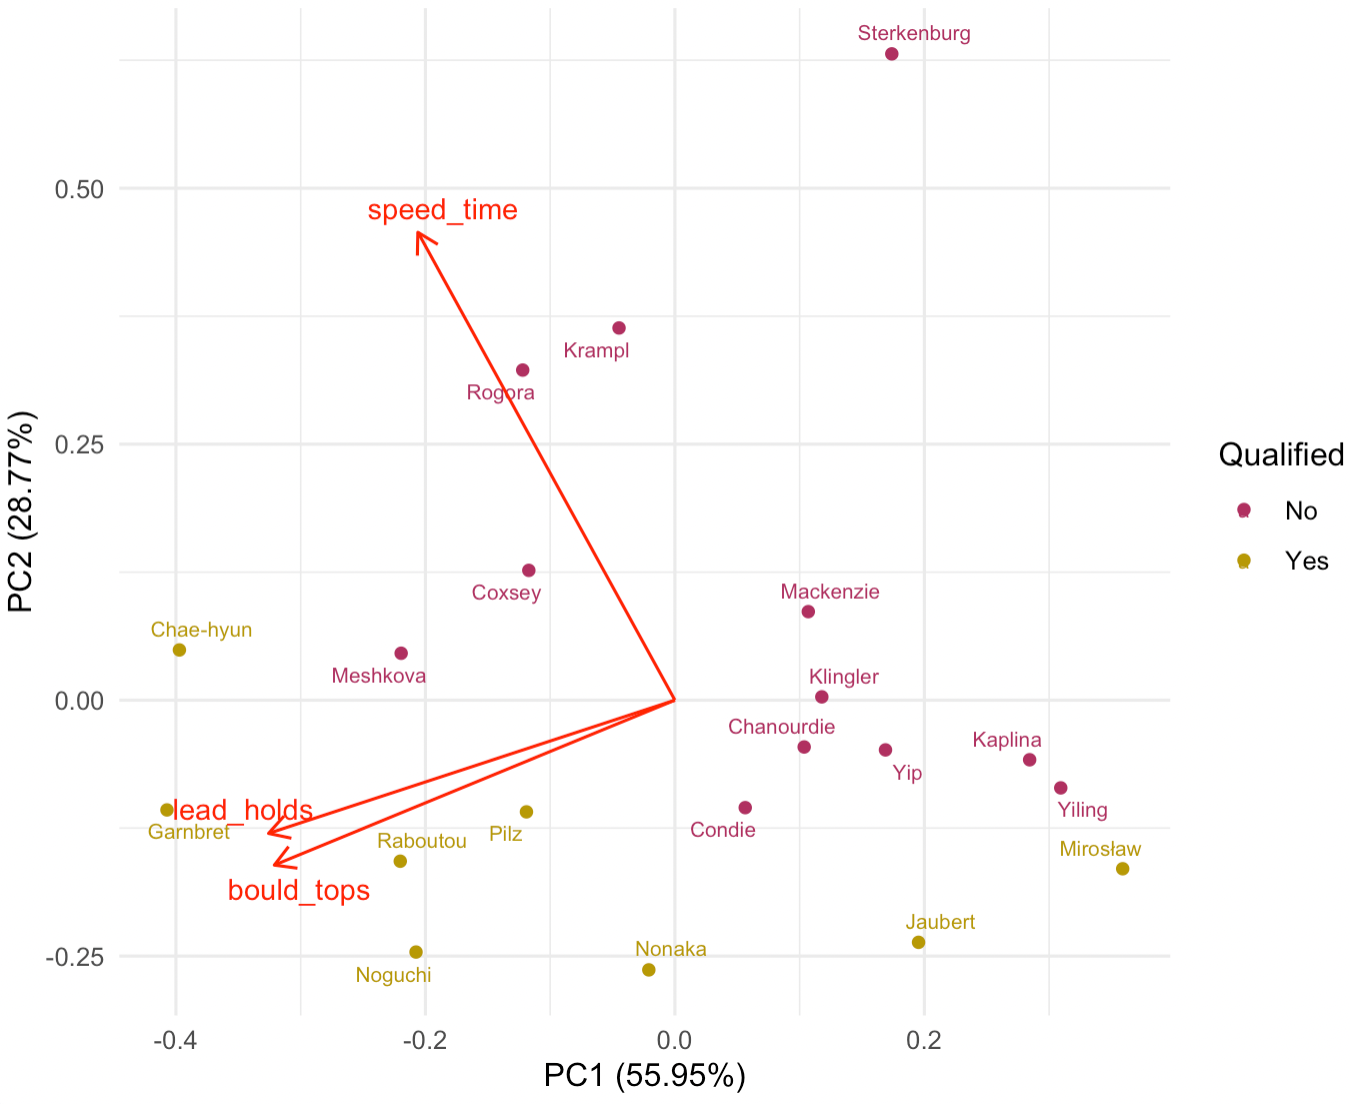 Sterkenburg
0.50
speed_time
Krampl
Rogora
0.25
PC2 (28.77%)
Qualified
No
Yes
Coxsey
Mackenzie
Chae-hyun
Meshkova
Klingler
0.00
Chanourdie
Kaplina
Yip
lead_holds
Garnbret
Pilz
Condie
Yiling
Raboutou
Mirosław
bould_tops
Jaubert
Nonaka
-0.25
Noguchi
-0.4
-0.2
0.0
0.2
PC1 (55.95%)